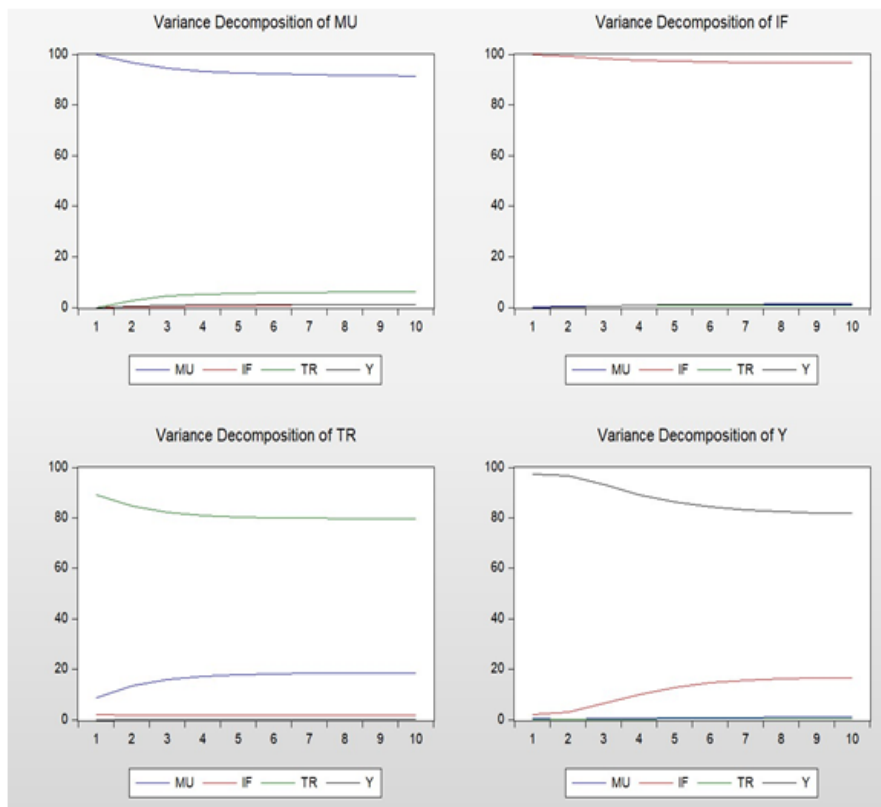 Variance Decomposition of MU
100
80
60
40
20
0
1 2 3 4 5 6 7 8 9 10
MU IF TR Y
Variance Decomposition of IF
100
80
60
40
20
0
1 2 3 4 5 6 7 8 9 10
MU IF TR Y
Variance Decomposition of TR
100
80
60
40
20
0
1 2 3 4 5 6 7 8 9 10
MU IF TR Y
Variance Decomposition of Y
100
80
60
40
20
0
1 2 3 4 5 6 7 8 9 10
MU IF TR Y